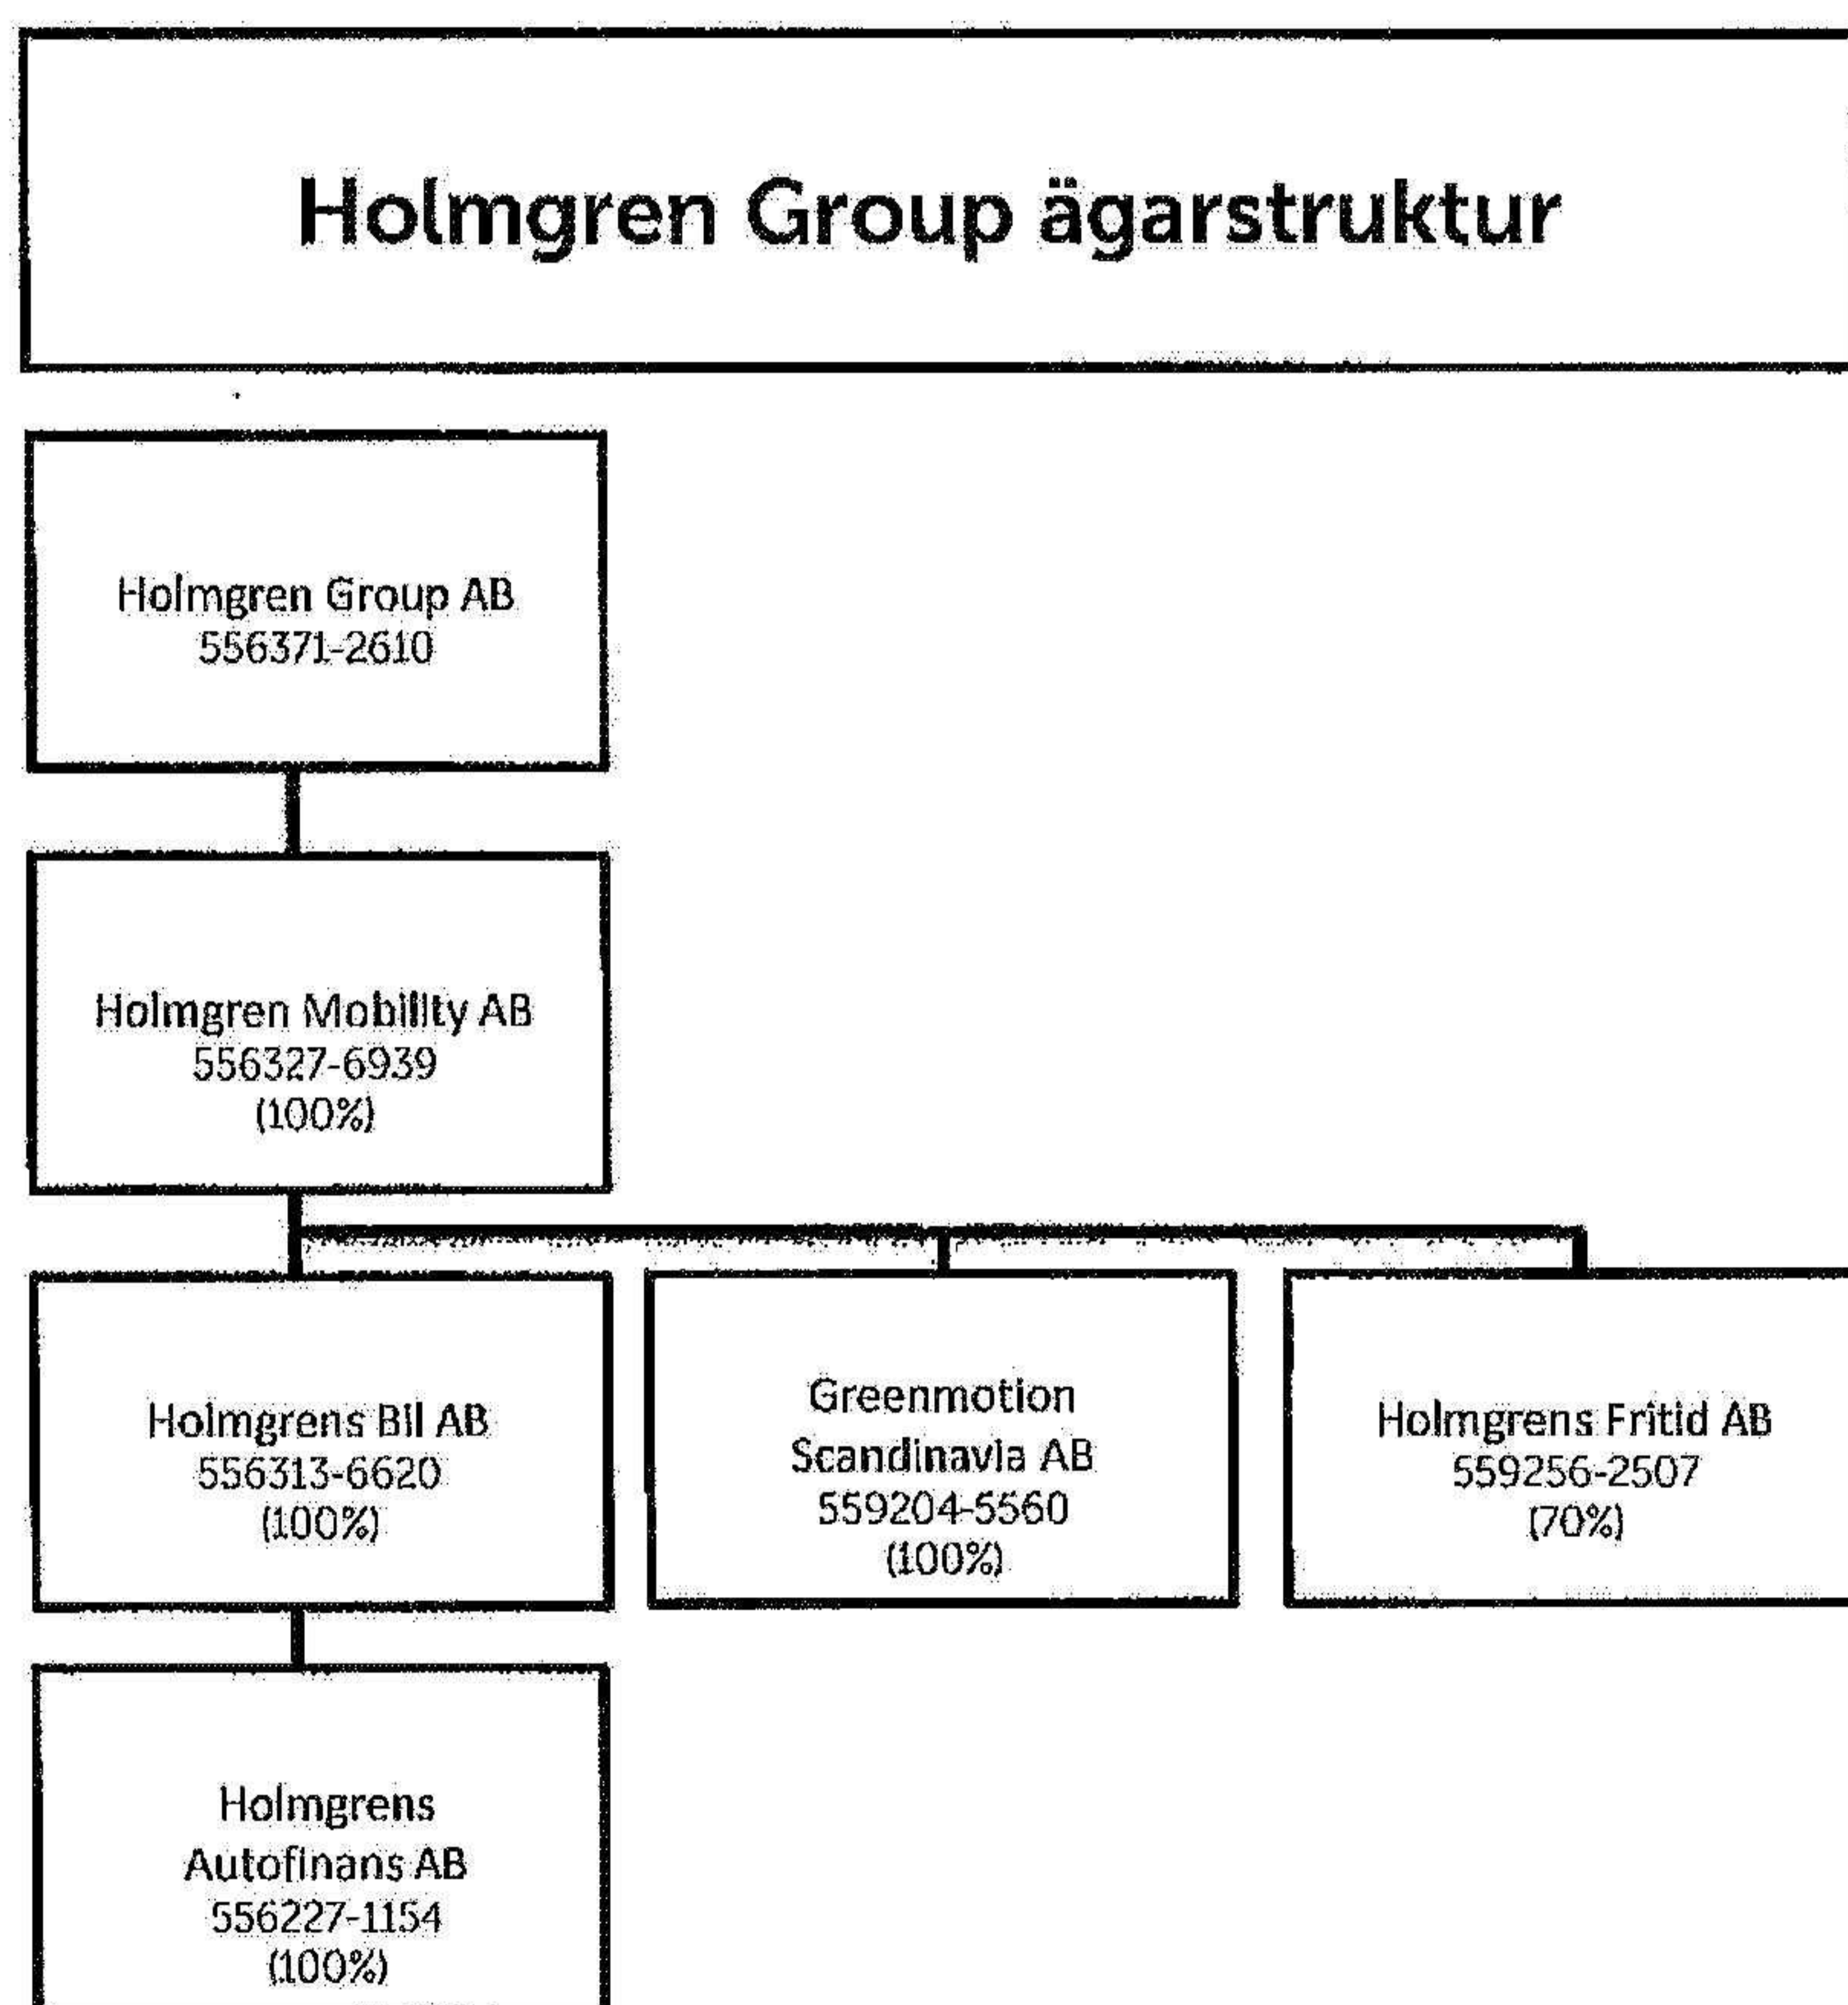 Holmgren Group ägarstruktur
Holmgren Group AB
556371-2610
Holmgren Mobility AB
556327-6939
(100%)
Holmgrens Bil AB
556313-6620
(100%)
Greenmotion
Scandinavia AB
559204-5560
(100%)
Holmgrens Fritid AB
559256-2507
(70%)
Holmgrens
Autofinans AB
556227-1154
(100%)